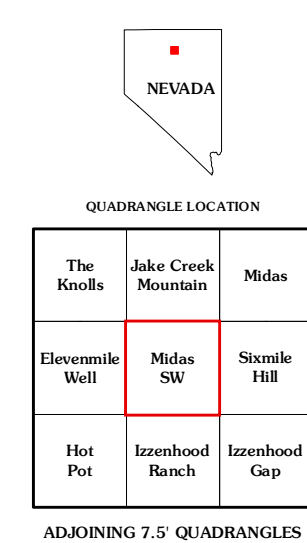 NEVADA
QUADRANGLE LOCATION
The
Knolls
Jake Creek
Mountain
Midas
Elevenmile
Well
Midas
SW
Sixmile
Hill
Hot
Pot
Izzenhood
Ranch
Izzenhood
Gap
ADJOINING 7.5' QUADRANGLES